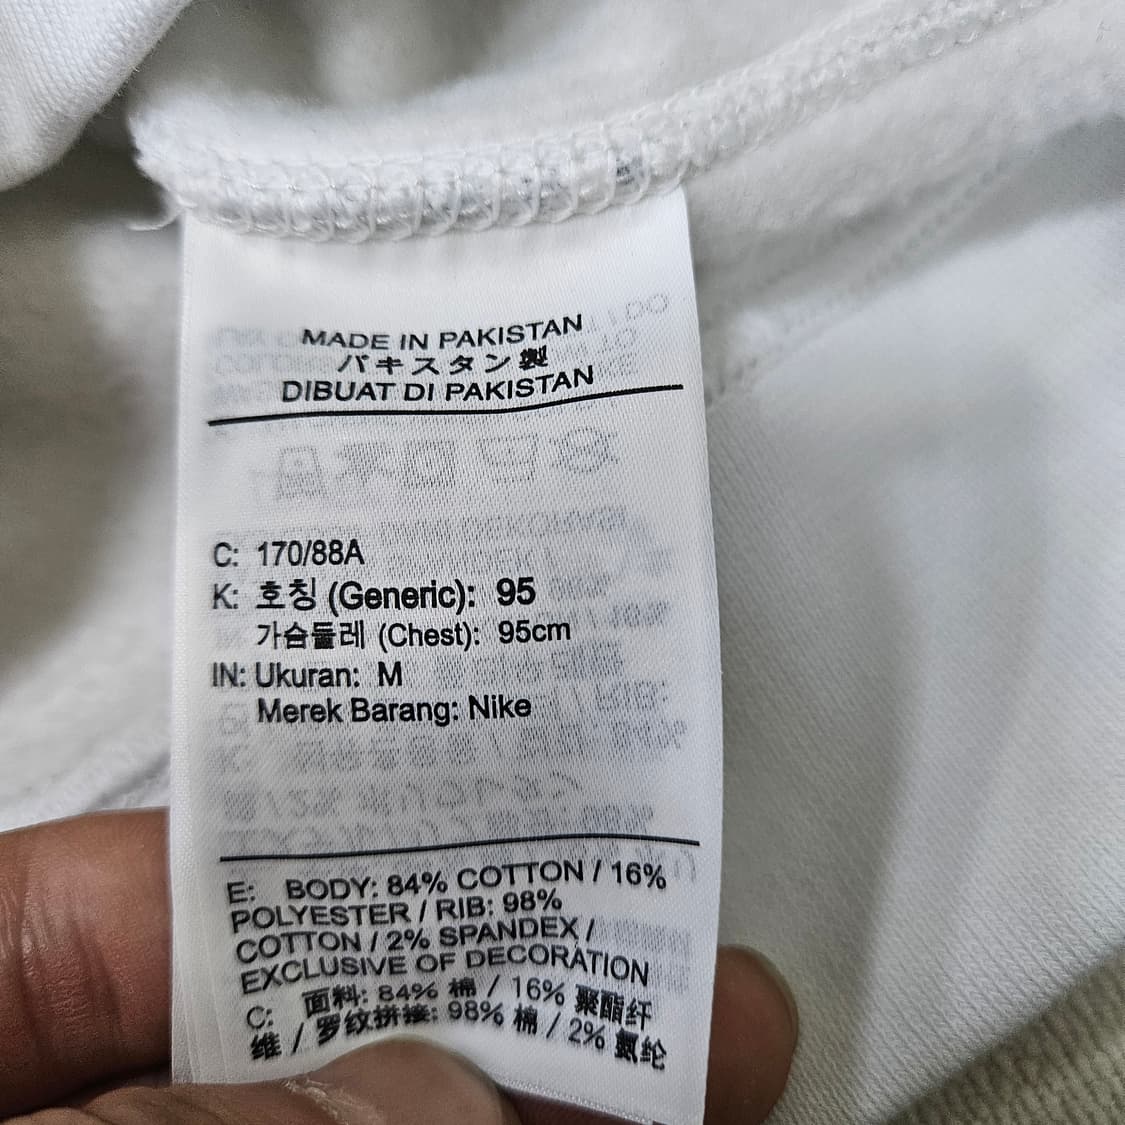 MADE IN PAKISTAN
パキスタン製
DIBUAT DI PAKISTAN
C: 170/88A
K: 호칭 (Generic): 95
가슴둘레 (Chest): 95cm
IN: Ukuran: M
Merek Barang: Nike
E: BODY: 84% COTTON / 16%
POLYESTER / RIB: 98%
COTTON / 2% SPANDEX /
EXCLUSIVE OF DECORATION
C: 面料: 84% 棉 / 16% 聚酯纤
维 / 罗纹拼接: 98% 棉 / 2% 氨纶